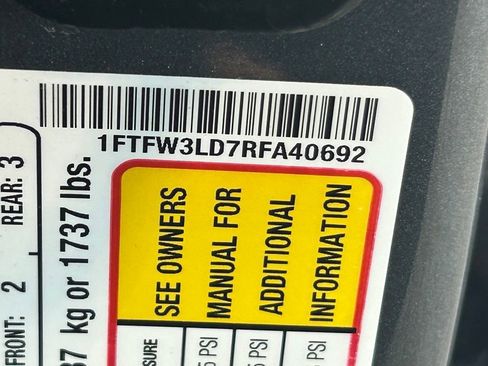 1FTFW3LD7RFA40692
SEE OWNERS
MANUAL FOR
ADDITIONAL
INFORMATION
REAR: 3
FRONT: 2
kg or 1737 lbs.
PSI
PSI
PSI